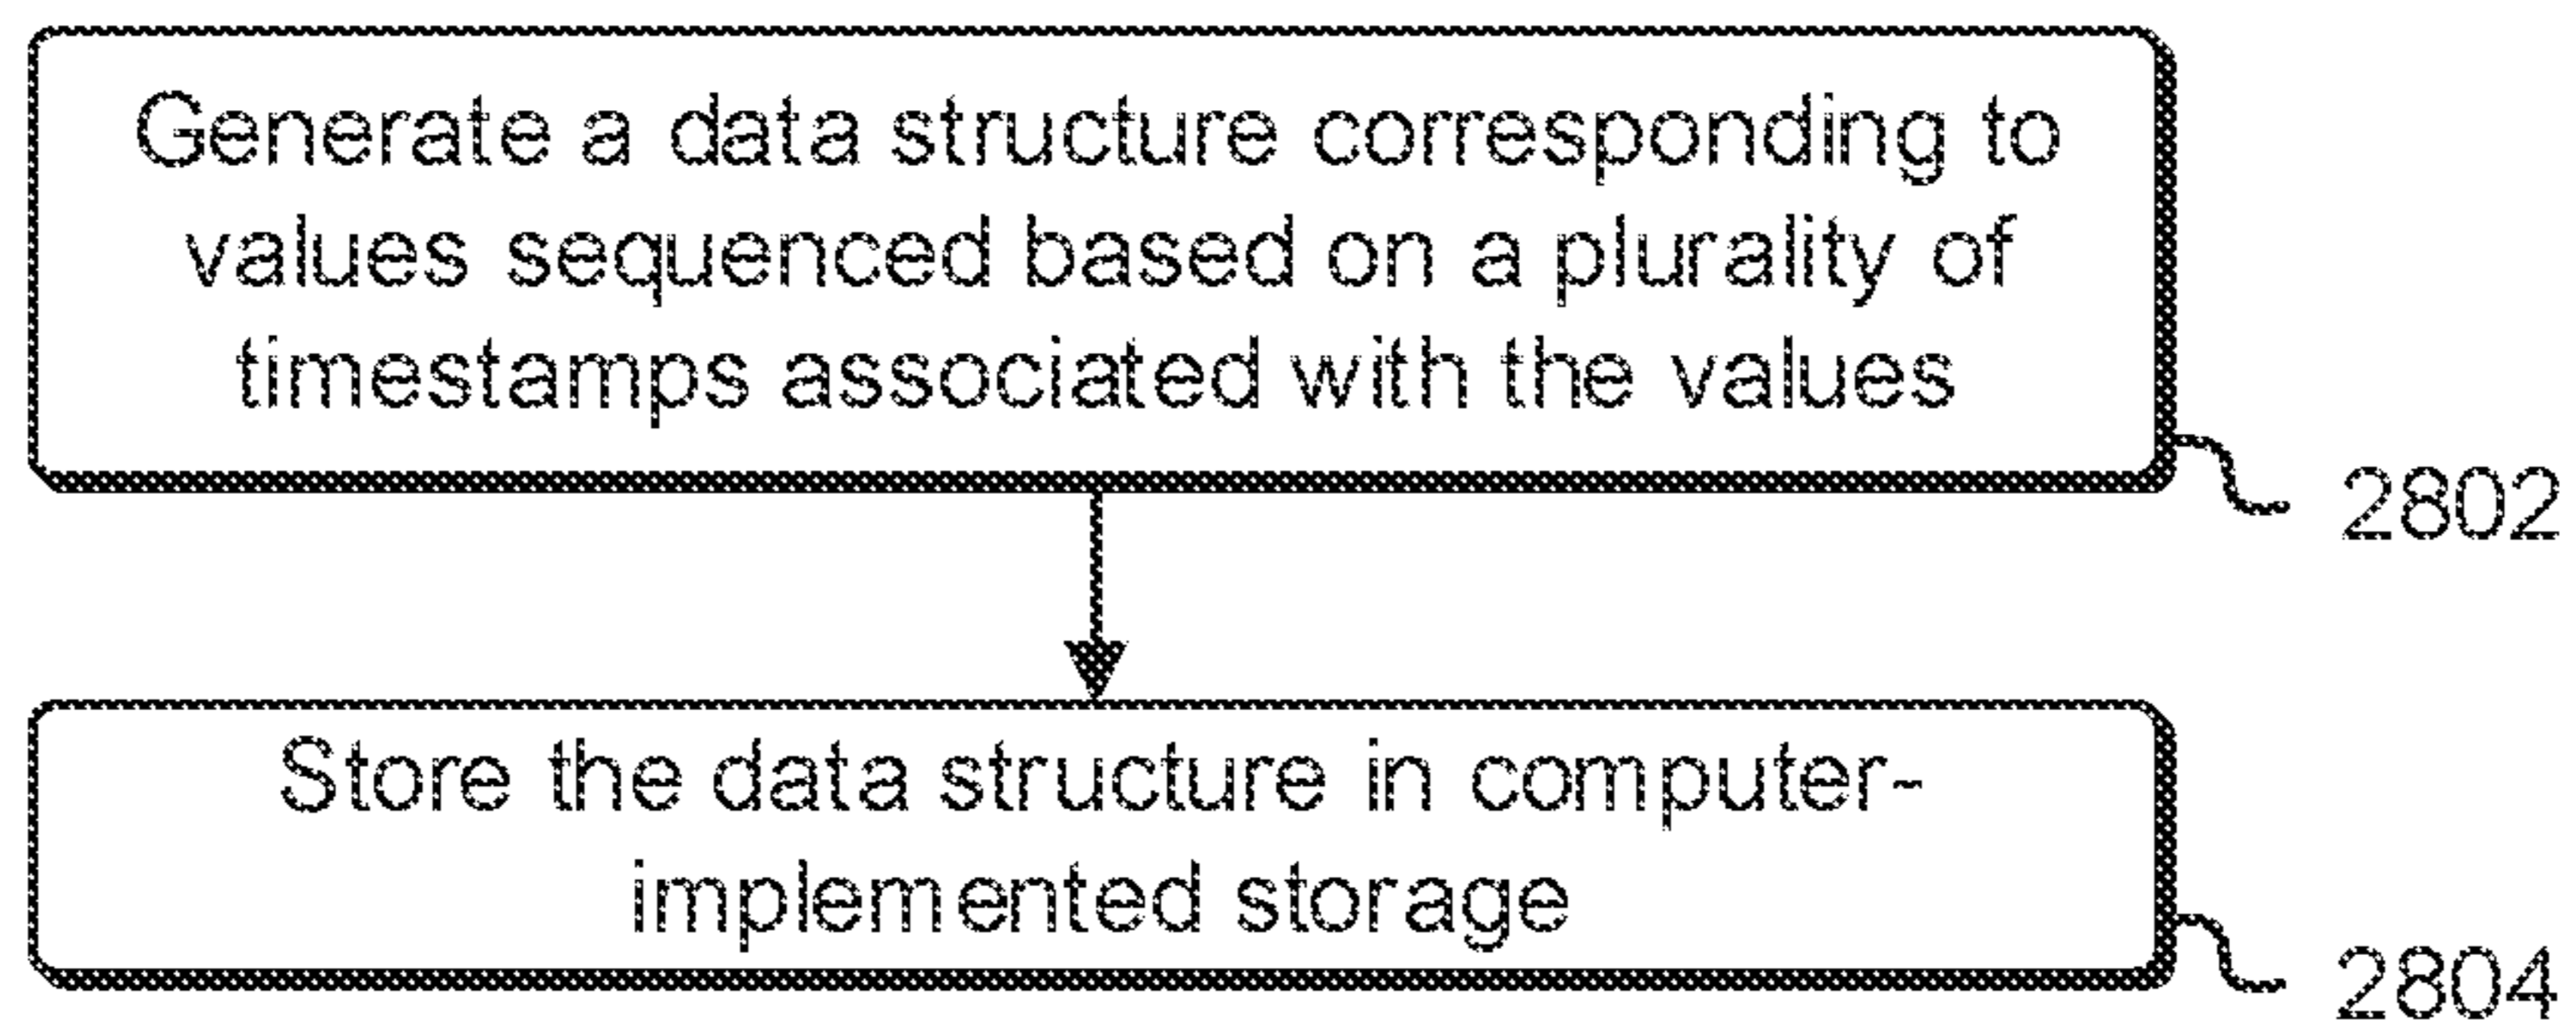 Generate a data structure corresponding to
values sequenced based on a plurality of
timestamps associated with the values
2802
Store the data structure in computer-
implemented storage
2804